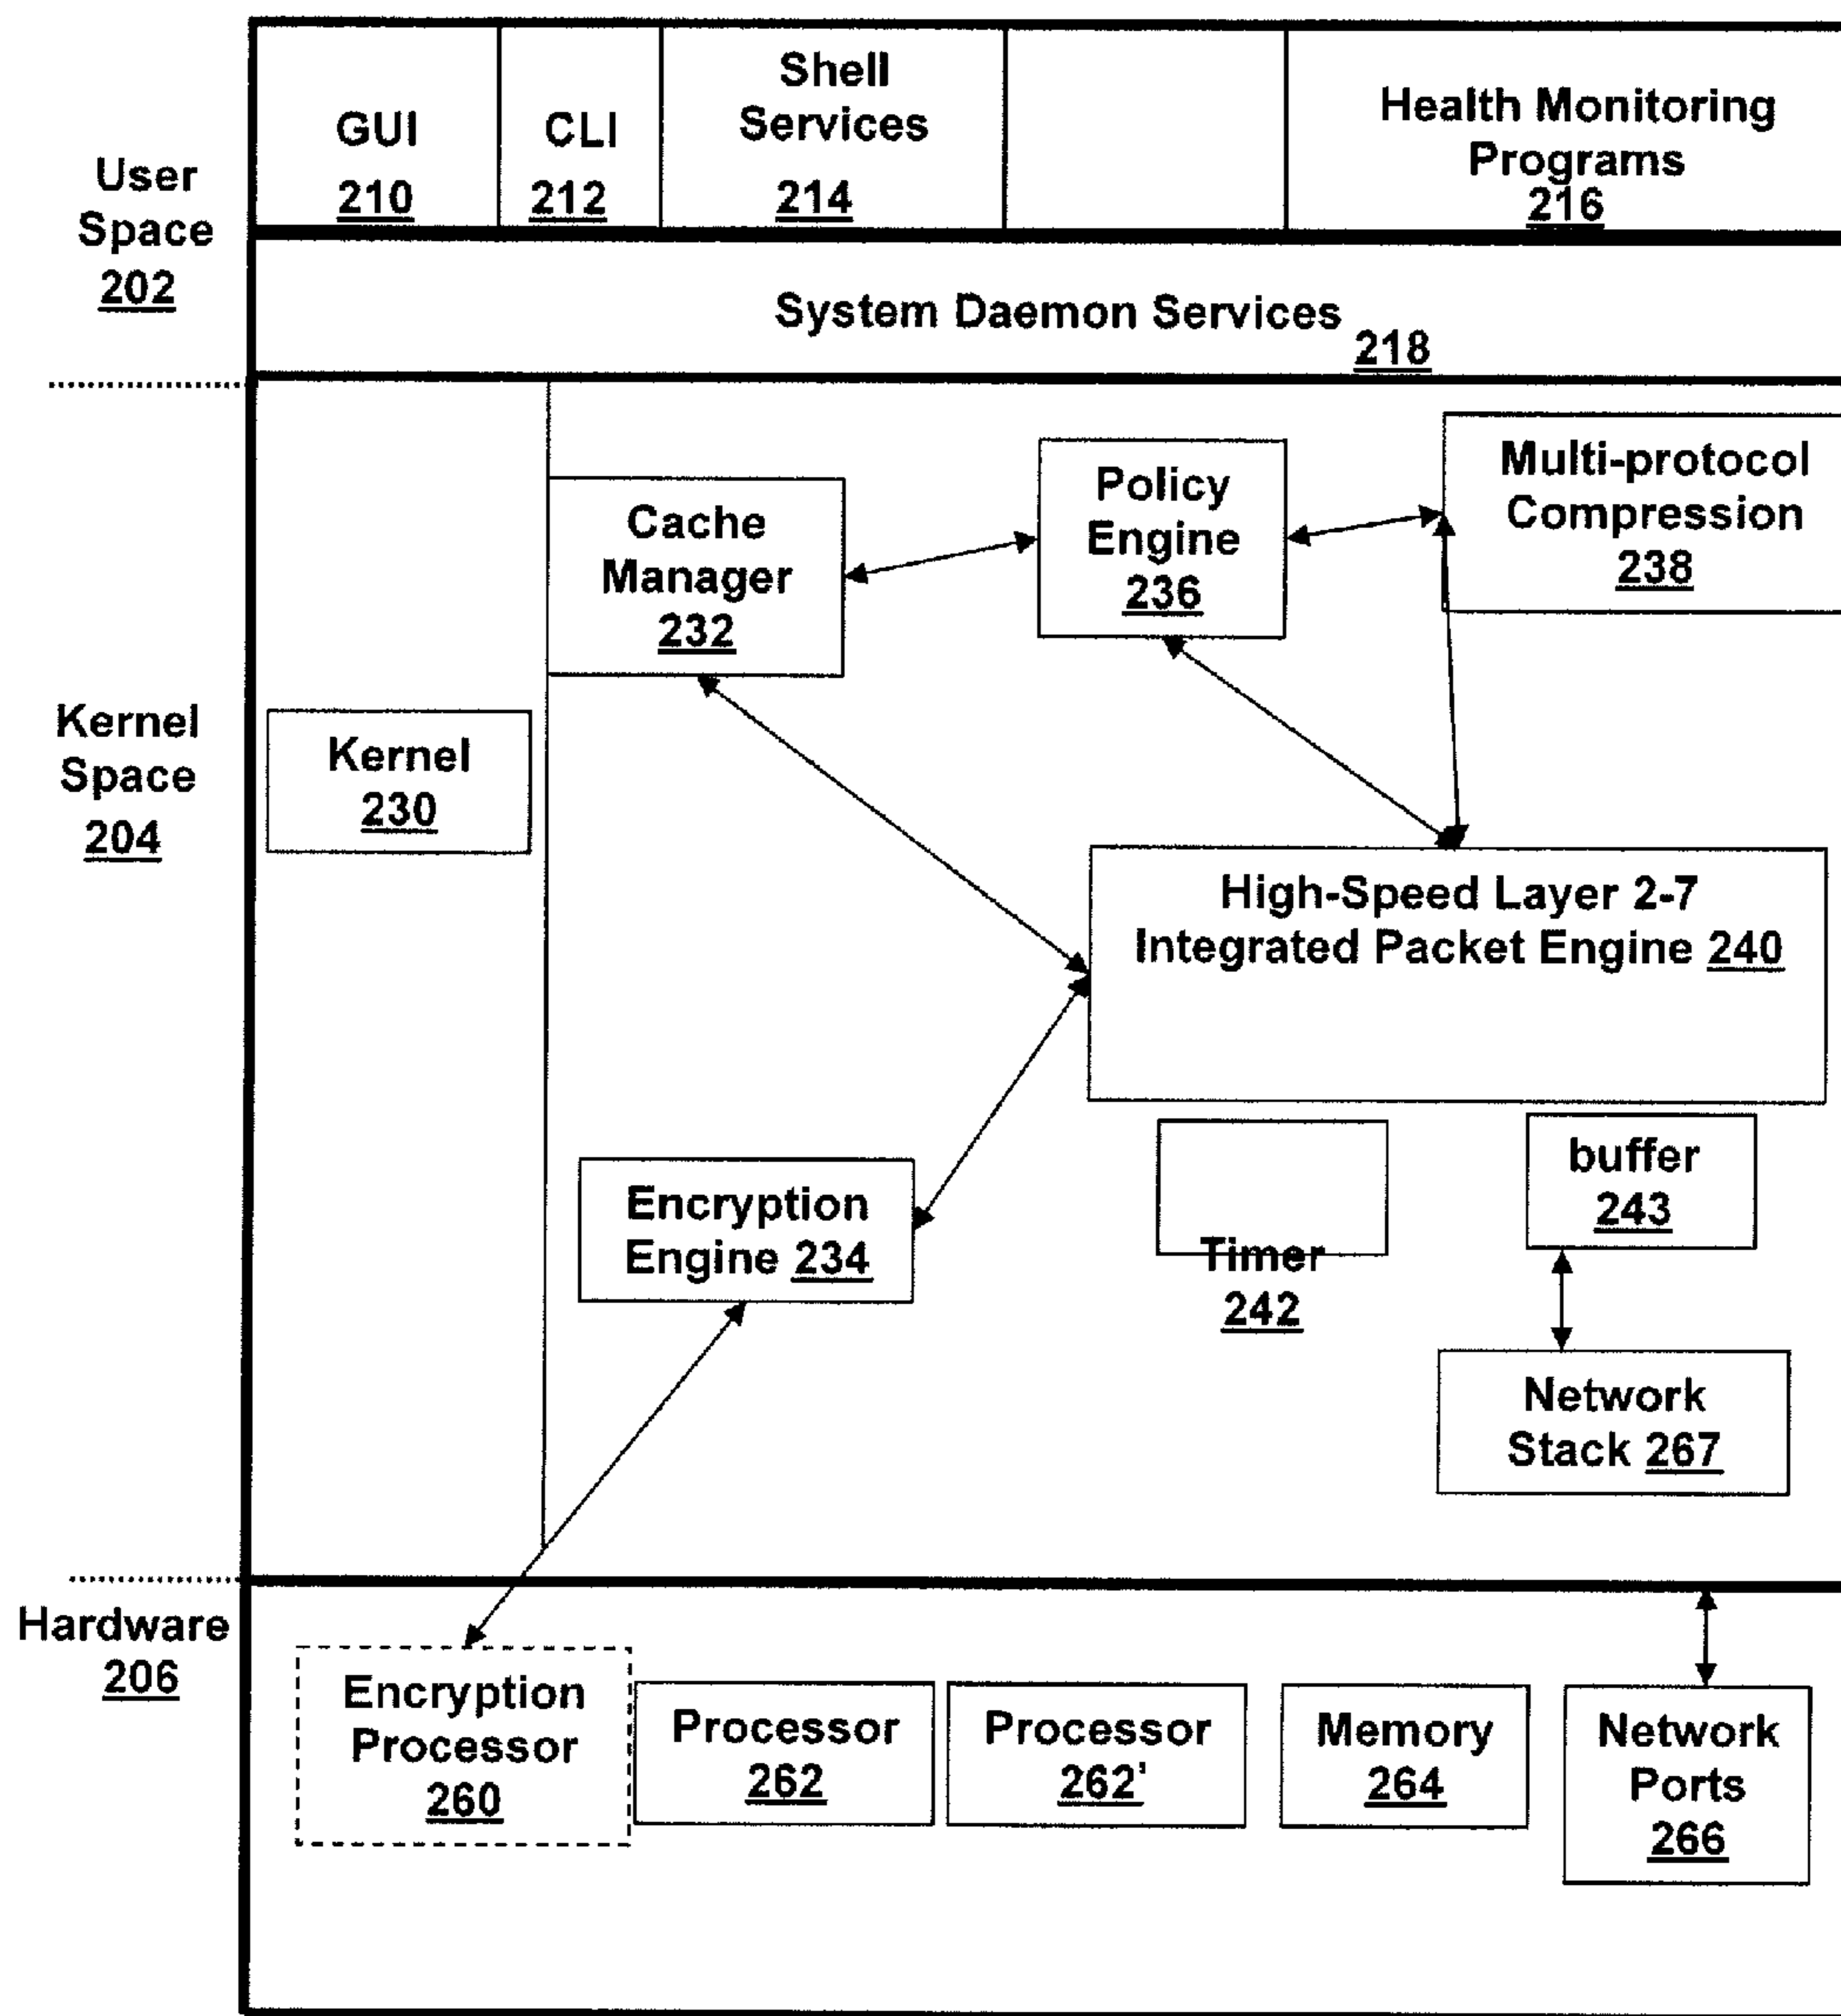 User
Space
202
GUI
210
CLI
212
Shell
Services
214
Health Monitoring
Programs
216
System Daemon Services
218
Kernel
Space
204
Kernel
230
Cache
Manager
232
Policy
Engine
236
Multi-protocol
Compression
238
High-Speed Layer 2-7
Integrated Packet Engine 240
Encryption
Engine 234
Timer
242
buffer
243
Network
Stack 267
Hardware
206
Encryption
Processor
260
Processor
262
Processor
262'
Memory
264
Network
Ports
266